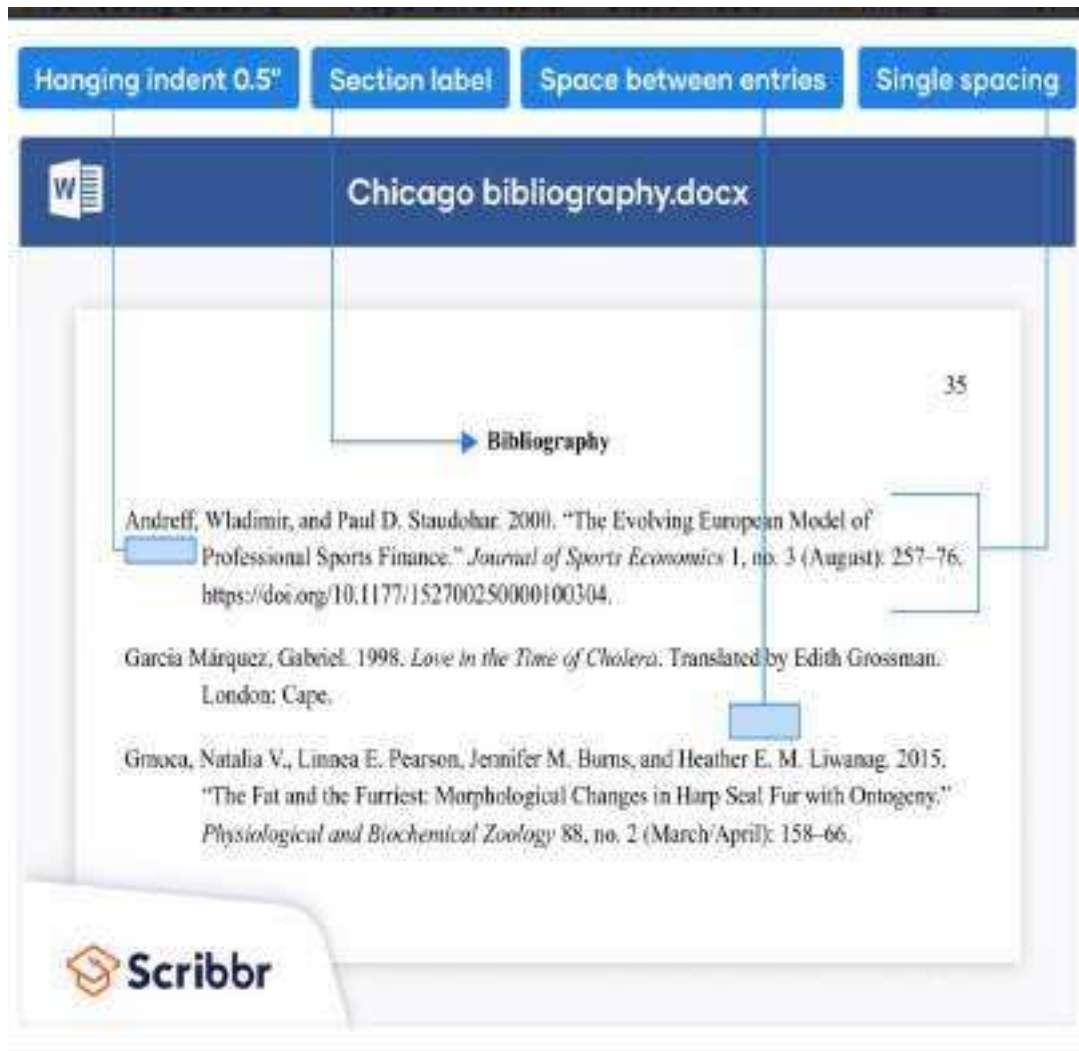 Hanging indent 0.5"
Section label
Space between entries
Single spacing
W
Chicago bibliography.docx
35
Bibliography
Andreff, Wladimir, and Paul D. Staudohar. 2000. “The Evolving European Model of
Professional Sports Finance.” Journal of Sports Economics 1, no. 3 (August): 257–76.
https://doi.org/10.1177/152700250000100304.
García Márquez, Gabriel. 1998. Love in the Time of Cholera. Translated by Edith Grossman.
London: Cape.
Natalia V., Linnea E. Pearson, Jennifer M. Burns, and Heather E. M. Liwanag. 2015.
“The Fat and the Furriest: Morphological Changes in Harp Seal Fur with Ontogeny.”
Physiological and Biochemical Zoology 88, no. 2 (March/April): 158–66.
Scribbr